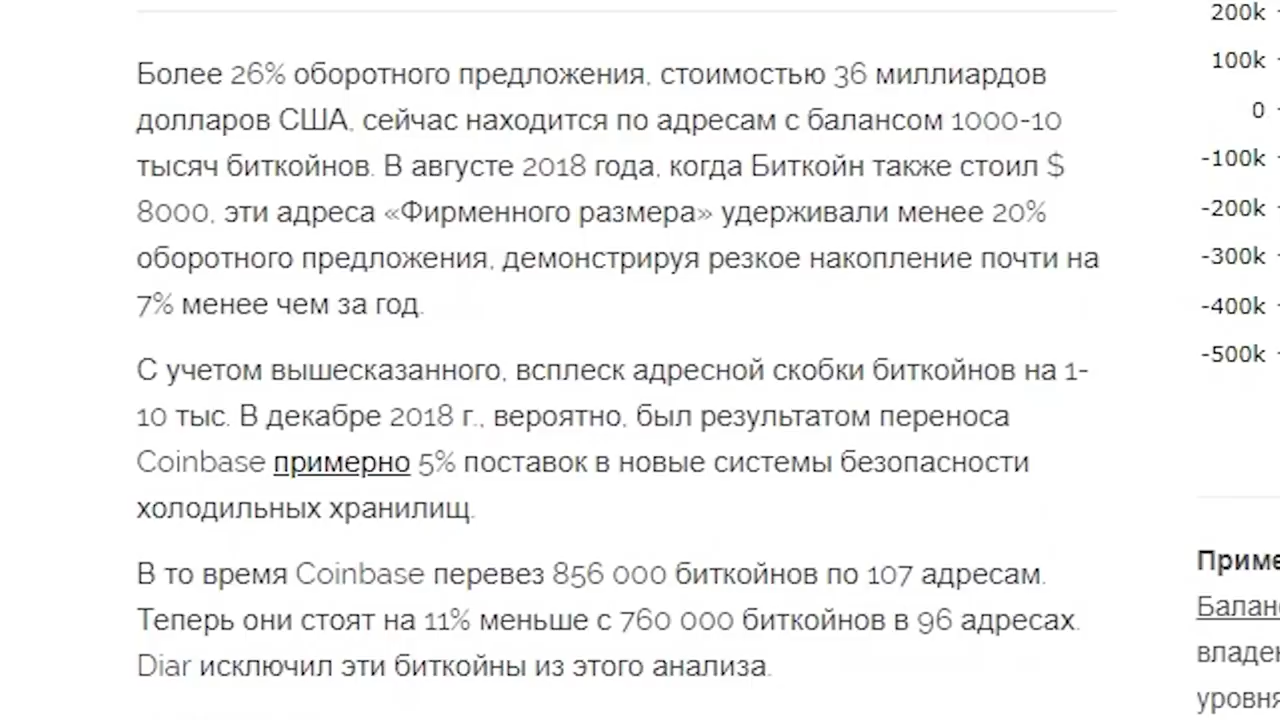 Более 26% оборотного предложения, стоимостью 36 миллиардов
долларов США, сейчас находится по адресам с балансом 1000-10
тысяч биткойнов. В августе 2018 года, когда Биткойн также стоил $
8000, эти адреса «Фирменного размера» удерживали менее 20%
оборотного предложения, демонстрируя резкое накопление почти на
7% менее чем за год.
С учетом вышесказанного, всплеск адресной скобки биткойнов на 1-
10 тыс. В декабре 2018 г., вероятно, был результатом переноса
Coinbase примерно 5% поставок в новые системы безопасности
холодильных хранилищ.
В то время Coinbase перевез 856 000 биткойнов по 107 адресам.
Теперь они стоят на 11% меньше с 760 000 биткойнов в 96 адресах.
Diar исключил эти биткойны из этого анализа.
200k
100k
0
-100k
-200k
-300k
-400k
-500k
Приме
Балан
владе
уровня